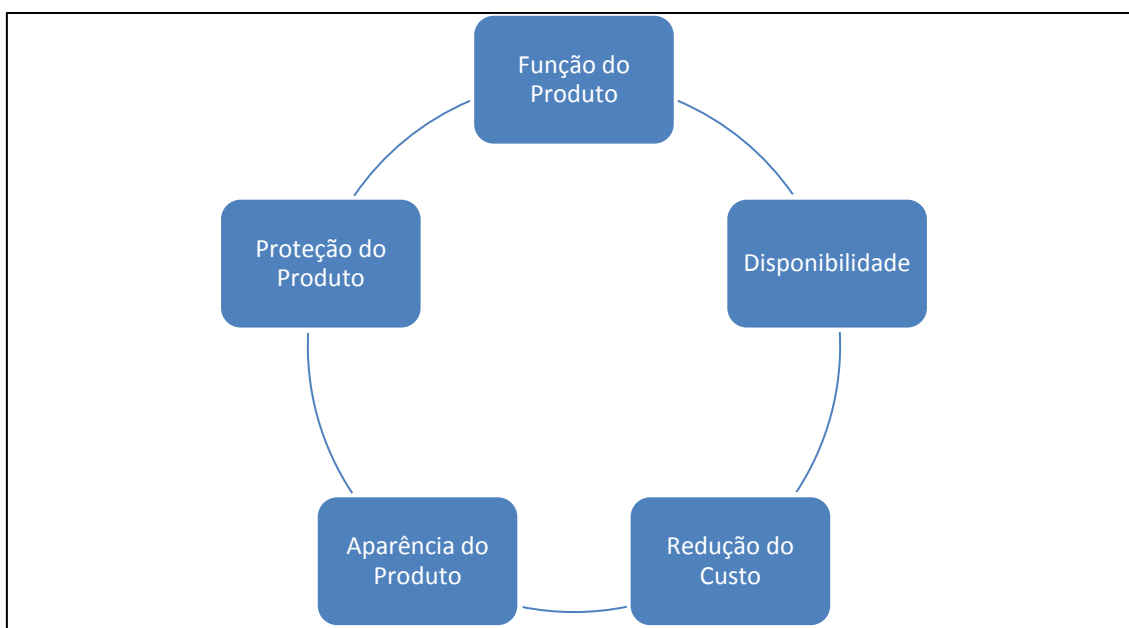 Função do
Produto
Proteção do
Produto
Disponibilidade
Aparência do
Produto
Redução do
Custo